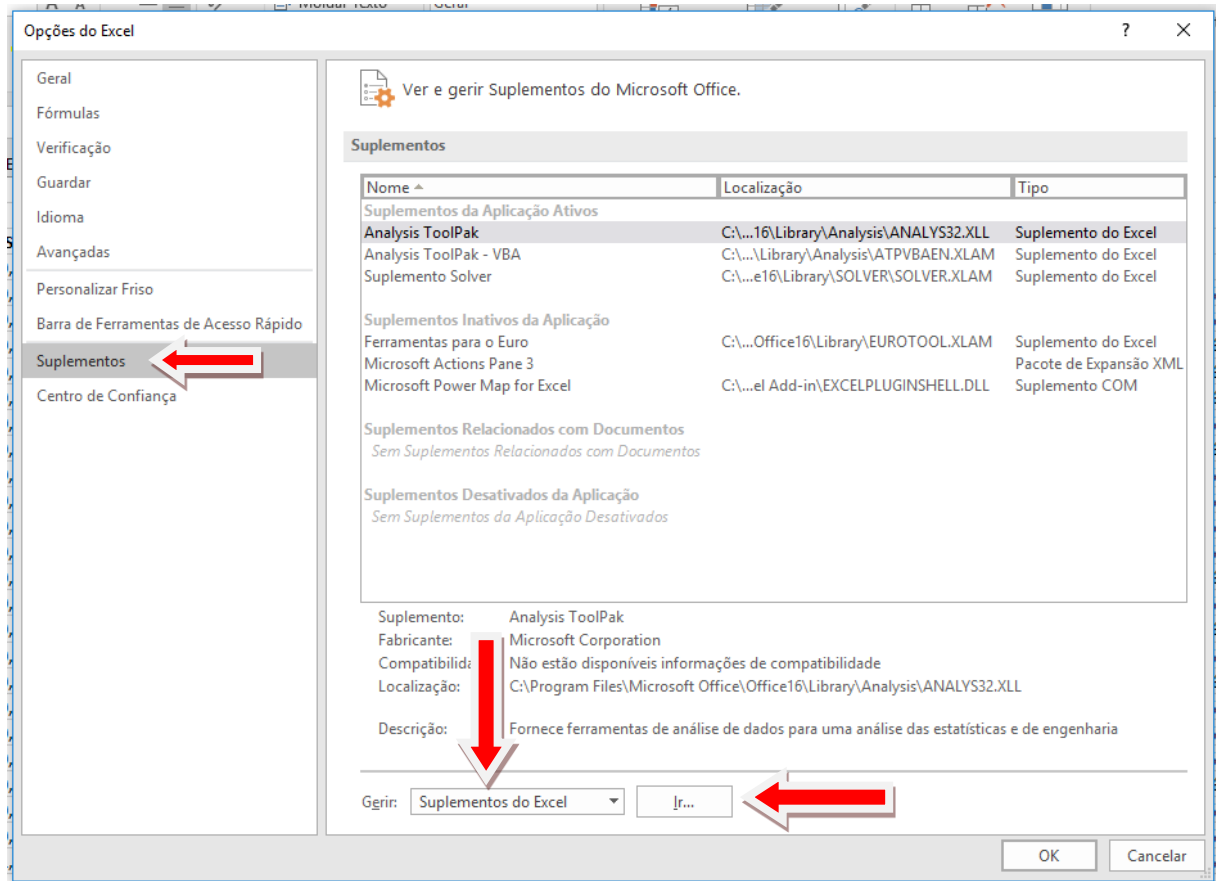 Moldar Texto Geral
Opções do Excel ? ×
Geral
Fórmulas
Verificação
Guardar
Idioma
Avançadas
Personalizar Friso
Barra de Ferramentas de Acesso Rápido
Suplementos
Centro de Confiança
Ver e gerir Suplementos do Microsoft Office.
Suplementos
Nome Localização Tipo
Suplementos da Aplicação Ativos
Analysis ToolPak C:\...16\Library\Analysis\ANALYS32.XLL Suplemento do Excel
Analysis ToolPak - VBA C:\...\Library\Analysis\ATPVBAEN.XLAM Suplemento do Excel
Suplemento Solver C:\...e16\Library\SOLVER\SOLVER.XLAM Suplemento do Excel
Suplementos Inativos da Aplicação
Ferramentas para o Euro C:\...Office16\Library\EUROTOOL.XLAM Suplemento do Excel
Microsoft Actions Pane 3 Pacote de Expansão XML
Microsoft Power Map for Excel C:\...el Add-in\EXCELPLUGINSHELL.DLL Suplemento COM
Suplementos Relacionados com Documentos
Sem Suplementos Relacionados com Documentos
Suplementos Desativados da Aplicação
Sem Suplementos da Aplicação Desativados
Suplemento: Analysis ToolPak
Fabricante: Microsoft Corporation
Compatibilida Não estão disponíveis informações de compatibilidade
Localização: C:\Program Files\Microsoft Office\Office16\Library\Analysis\ANALYS32.XLL
Descrição: Fornece ferramentas de análise de dados para uma análise das estatísticas e de engenharia
Gerir: Suplementos do Excel Ir...
OK Cancelar